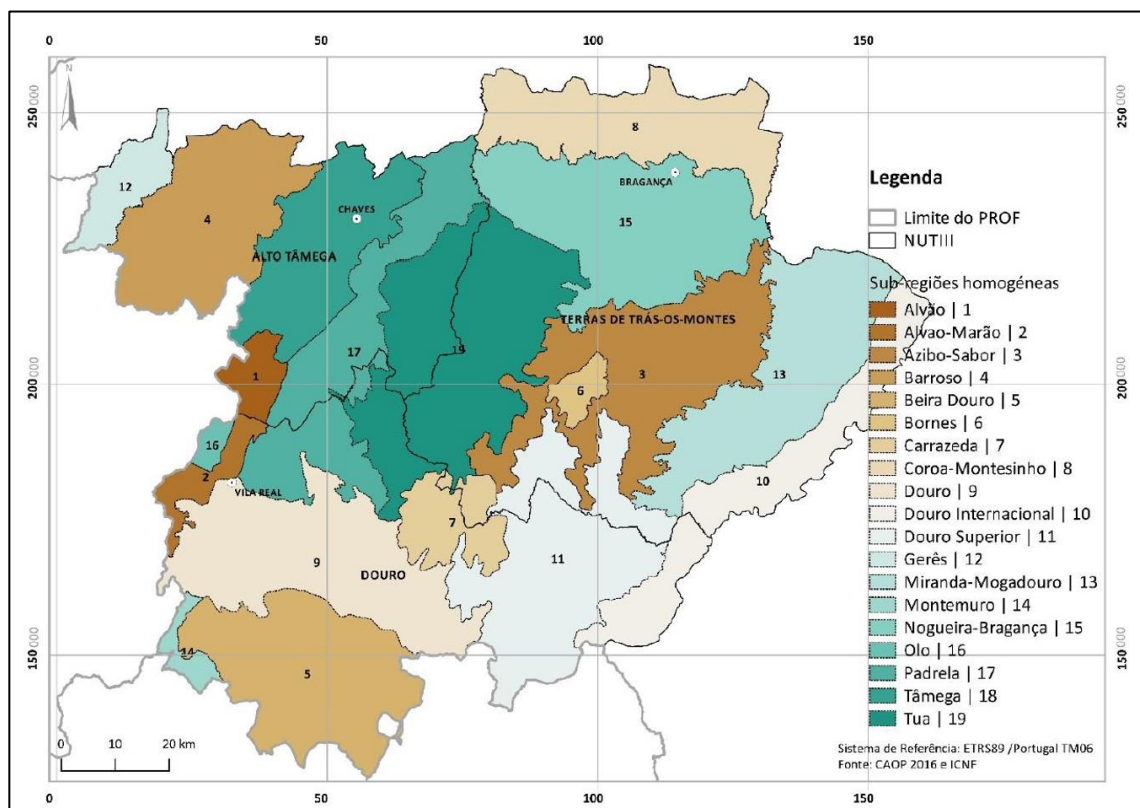 0 50 100 150
N
250 000
250 000
8
12
BRAGANÇA
CHAVES
4
15
ALTO TÂMEGA
TERRAS DE TRÁS-OS-MONTES
17
19
200 000
200 000
1
3
13
6
16
2
VILA REAL
10
7
9
DOURO
11
150 000
150 000
14
5
Legenda
Limite do PROF
NUTIII
Sub-regiões homogéneas
Alvão | 1
Alvao-Marão | 2
Azibo-Sabor | 3
Barroso | 4
Beira Douro | 5
Bornes | 6
Carrazeda | 7
Coroa-Montesinho | 8
Douro | 9
Douro Internacional | 10
Douro Superior | 11
Gerês | 12
Miranda-Mogadouro | 13
Montemuro | 14
Nogueira-Bragança | 15
Olo | 16
Padrela | 17
Tâmega | 18
Tua | 19
0 10 20 km
Sistema de Referência: ETRS89 /Portugal TM06
Fonte: CAOP 2016 e ICNF
0 50 100 150